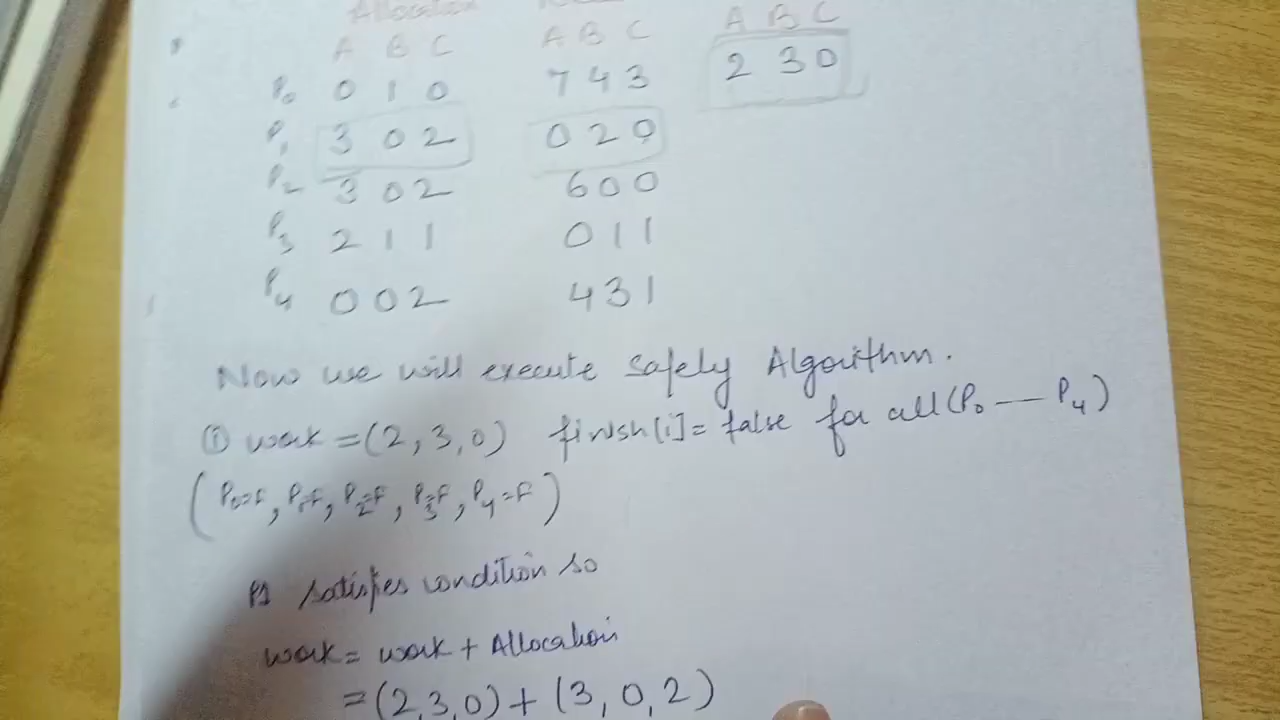 Allocation
A B C A B C A B C
P0 0 1 0 7 4 3 2 3 0
P1 3 0 2 0 2 0
P2 3 0 2 6 0 0
P3 2 1 1 0 1 1
P4 0 0 2 4 3 1
Now we will execute Safely Algorithm.
① work = (2, 3, 0) finish[i] = false for all (P0 — P4)
(P0=F, P1=F, P2=F, P3=F, P4=F)
P1 satisfies condition so
work = work + Allocation
= (2, 3, 0) + (3, 0, 2)